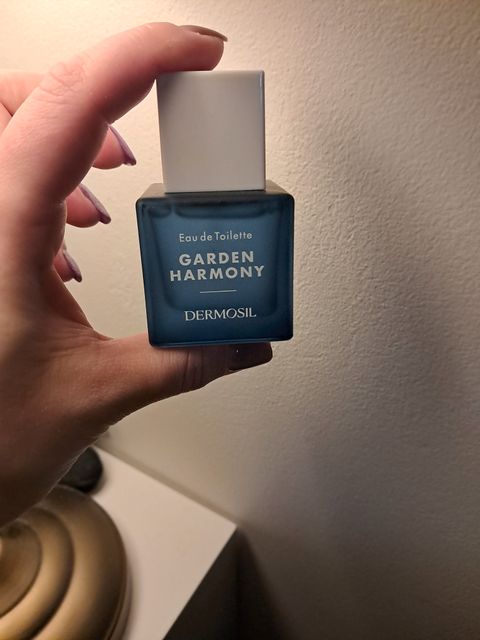 Eau de Toilette
GARDEN
HARMONY
DERMOSIL